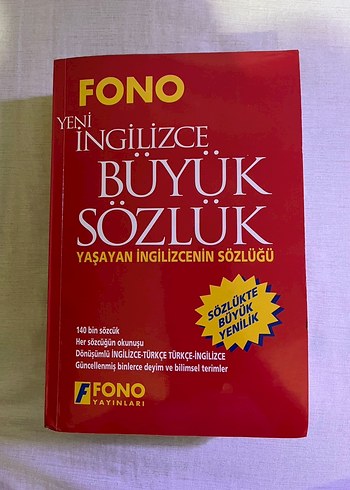 FONO
YENİ
İNGİLİZCE
BÜYÜK
SÖZLÜK
YAŞAYAN İNGİLİZCENİN SÖZLÜĞÜ
SÖZLÜKTE
BÜYÜK
YENİLİK
140 bin sözcük
Her sözcüğün okunuşu
Dönüşümlü İNGİLİZCE-TÜRKÇE TÜRKÇE-İNGİLİZCE
Güncellenmiş binlerce deyim ve bilimsel terimler
F FONO
YAYINLARI